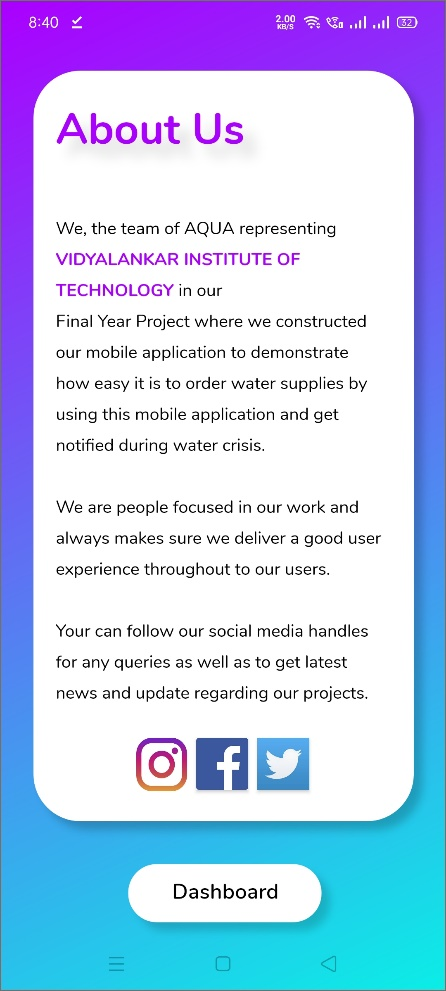 8:40 2.00 KB/S 32
About Us
We, the team of AQUA representing
VIDYALANKAR INSTITUTE OF
TECHNOLOGY in our
Final Year Project where we constructed
our mobile application to demonstrate
how easy it is to order water supplies by
using this mobile application and get
notified during water crisis.
We are people focused in our work and
always makes sure we deliver a good user
experience throughout to our users.
Your can follow our social media handles
for any queries as well as to get latest
news and update regarding our projects.
Dashboard